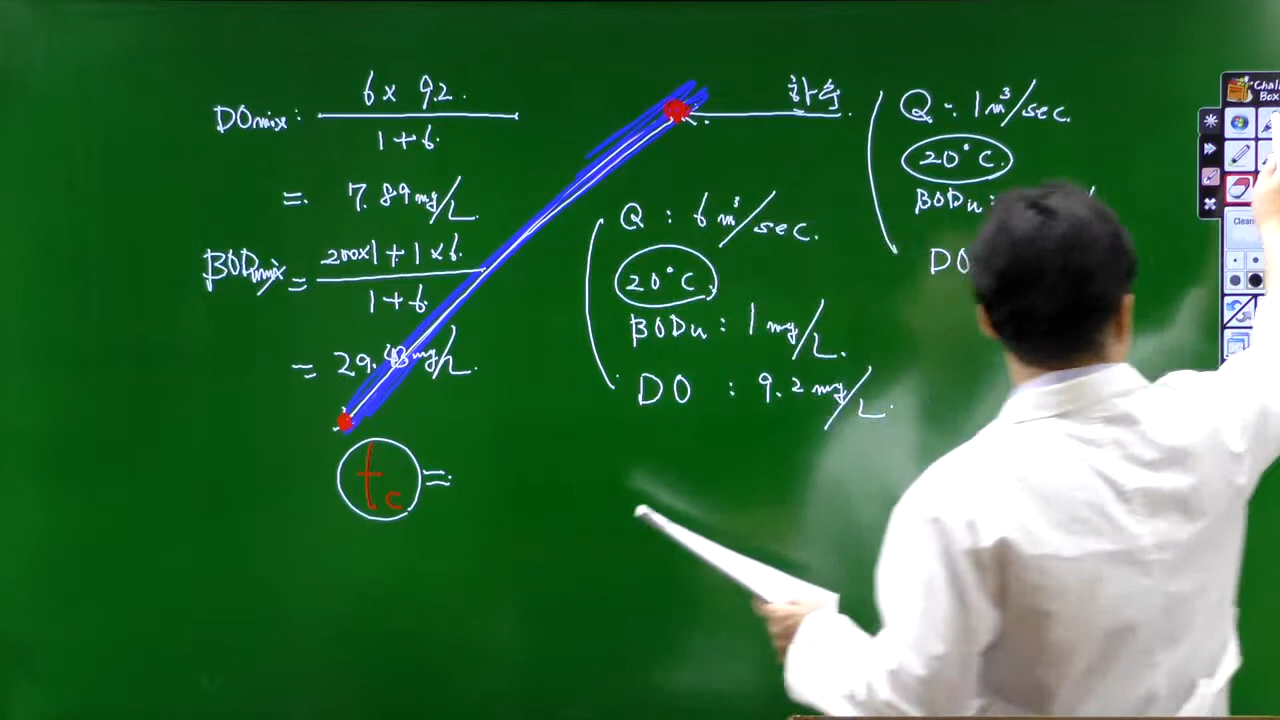 DOmix : 6 x 9.2
1 + 6
= 7.89 mg/L
BODmix = 200x1 + 1 x 6
1 + 6
= 29.43 mg/L
tc =
하수
Q : 6 m³/sec.
20°C
BODu : 1 mg/L.
DO : 9.2 mg/L.
Q : 1 m³/sec.
20°C
BODu :
DO
Box
Clear